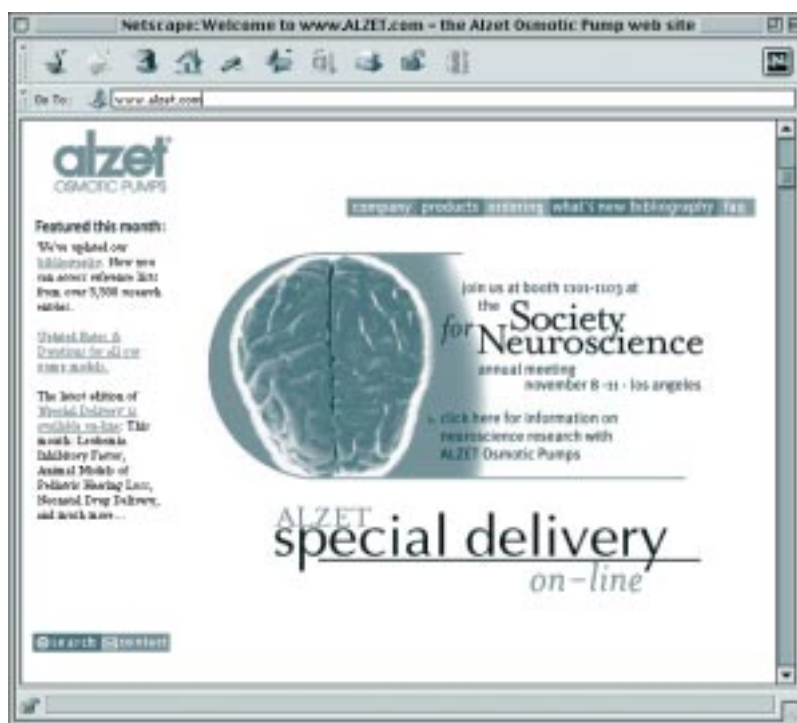 Netscape: Welcome to www.ALZET.com – the Alzet Osmotic Pump web site
Go To:
www.alzet.com
alzet
OSMOTIC PUMPS
company products ordering what's new bibliography faq
Featured this month:
We've updated our
bibliography. Now you
can access reference lists
from over 5,500 research
entries.
Updated Rates &
Durations for all our
pump models.
The latest edition of
Special Delivery is
available on-line: This
month: Leukemia
Inhibitory Factor,
Animal Models of
Pediatric Hearing Loss,
Neonatal Drug Delivery,
and much more...
join us at booth 1101-1103 at
the
for Society
Neuroscience
annual meeting
november 8 -11 - los angeles
click here for information on
neuroscience research with
ALZET Osmotic Pumps
ALZET
special delivery
on-line
search contact